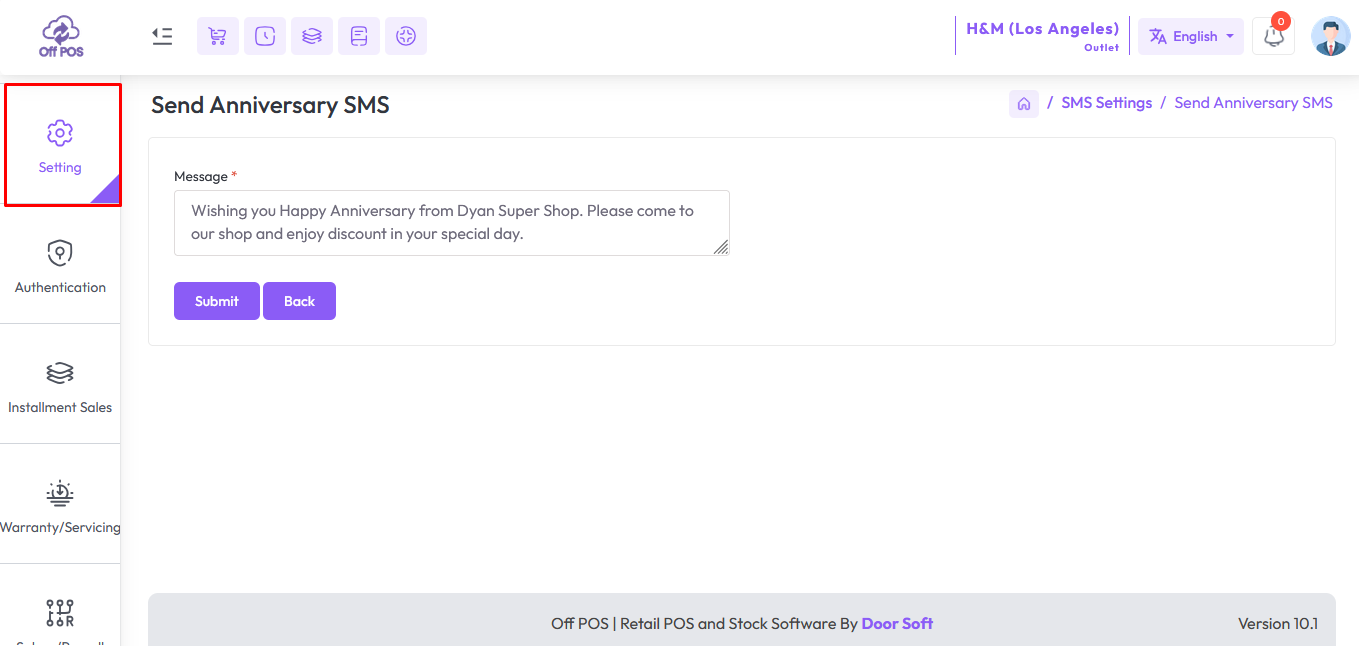 Off POS
H&M (Los Angeles)
Outlet
English
0
Setting
Authentication
Installment Sales
Warranty/Servicing
Send Anniversary SMS
/ SMS Settings / Send Anniversary SMS
Message *
Wishing you Happy Anniversary from Dyan Super Shop. Please come to
our shop and enjoy discount in your special day.
Submit
Back
Off POS | Retail POS and Stock Software By Door Soft
Version 10.1